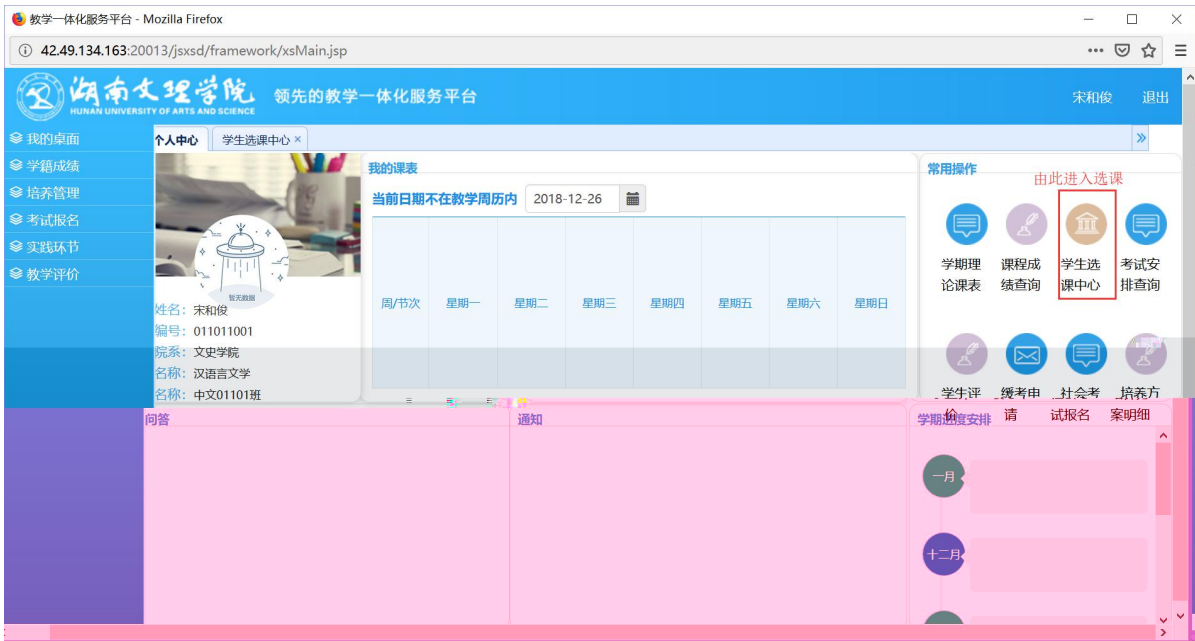 教学一体化服务平台 - Mozilla Firefox
42.49.134.163:20013/jsxsd/framework/xsMain.jsp
湖南文理学院
HUNAN UNIVERSITY OF ARTS AND SCIENCE
领先的教学一体化服务平台
宋和俊 退出
我的桌面
学籍成绩
培养管理
考试报名
实践环节
教学评价
个人中心 学生选课中心 ×
暂无数据
姓名：宋和俊
编号：011011001
院系：文史学院
名称：汉语言文学
名称：中文01101班
我的课表
当前日期不在教学周历内 2018-12-26
周/节次 星期一 星期二 星期三 星期四 星期五 星期六 星期日
常用操作
由此进入选课
学期理论课表
课程成绩查询
学生选课中心
考试安排查询
学生评价
缓考申请
社会考试报名
培养方案明细
问答
通知
学期进度安排
一月
十二月